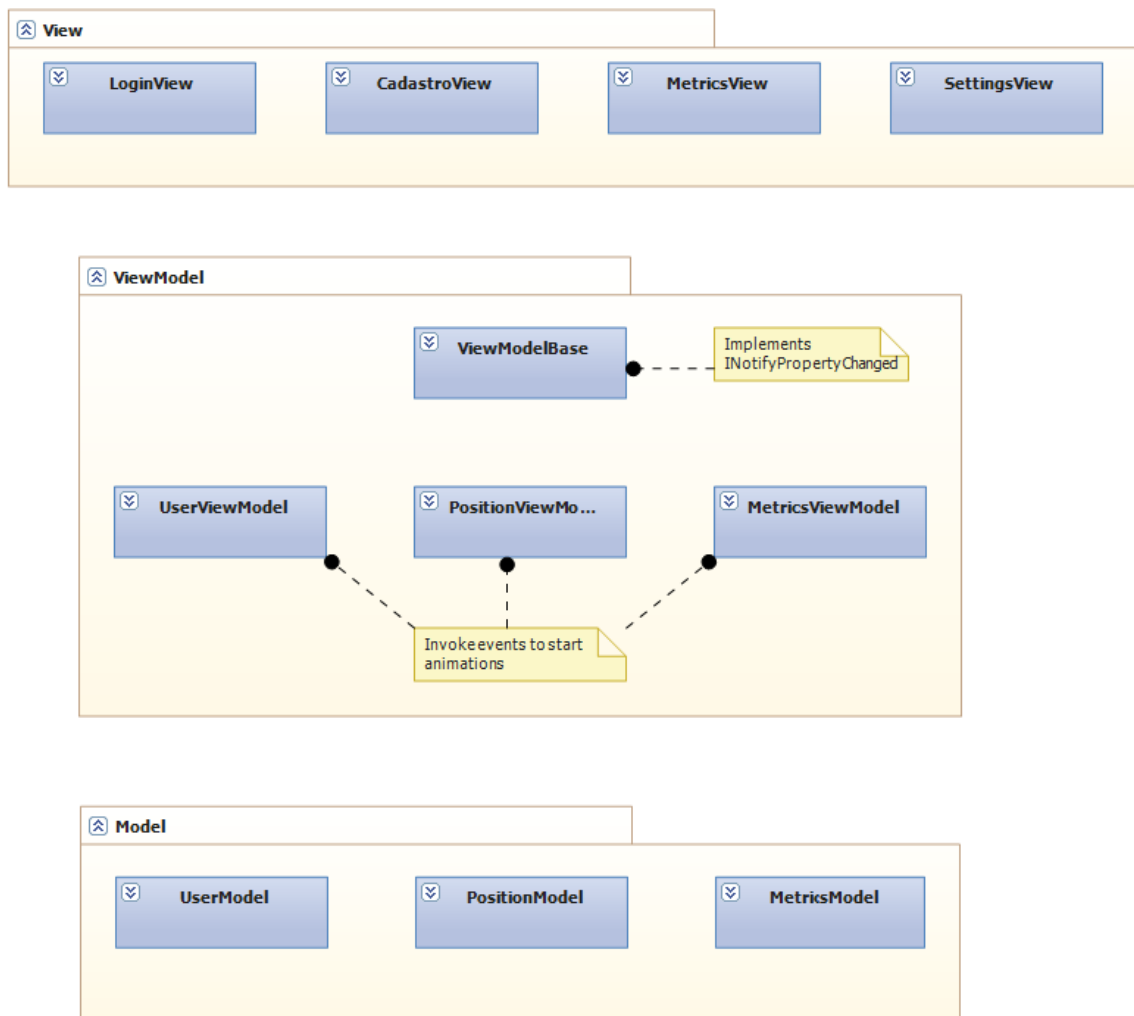 View
LoginView
CadastroView
MetricsView
SettingsView
ViewModel
ViewModelBase
Implements
INotifyPropertyChanged
UserViewModel
PositionViewMo...
MetricsViewModel
Invoke events to start
animations
Model
UserModel
PositionModel
MetricsModel